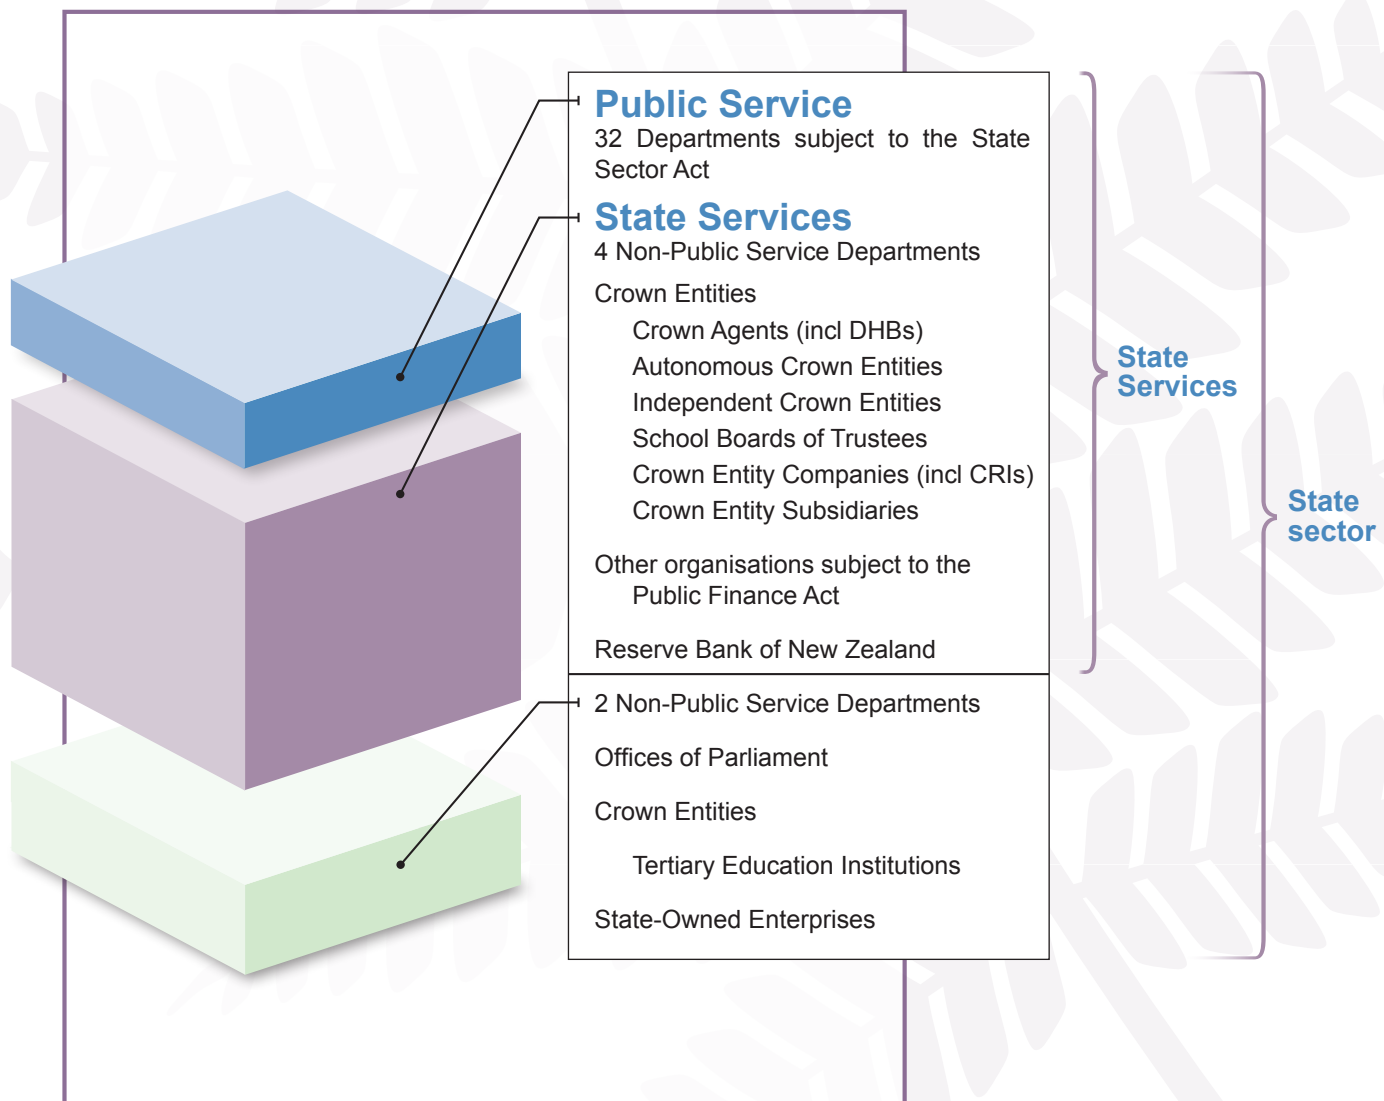 Public Service
32 Departments subject to the State
Sector Act
State Services
4 Non-Public Service Departments
Crown Entities
Crown Agents (incl DHBs)
Autonomous Crown Entities
Independent Crown Entities
School Boards of Trustees
Crown Entity Companies (incl CRIs)
Crown Entity Subsidiaries
Other organisations subject to the
Public Finance Act
Reserve Bank of New Zealand
2 Non-Public Service Departments
Offices of Parliament
Crown Entities
Tertiary Education Institutions
State-Owned Enterprises
State
Services
State
sector